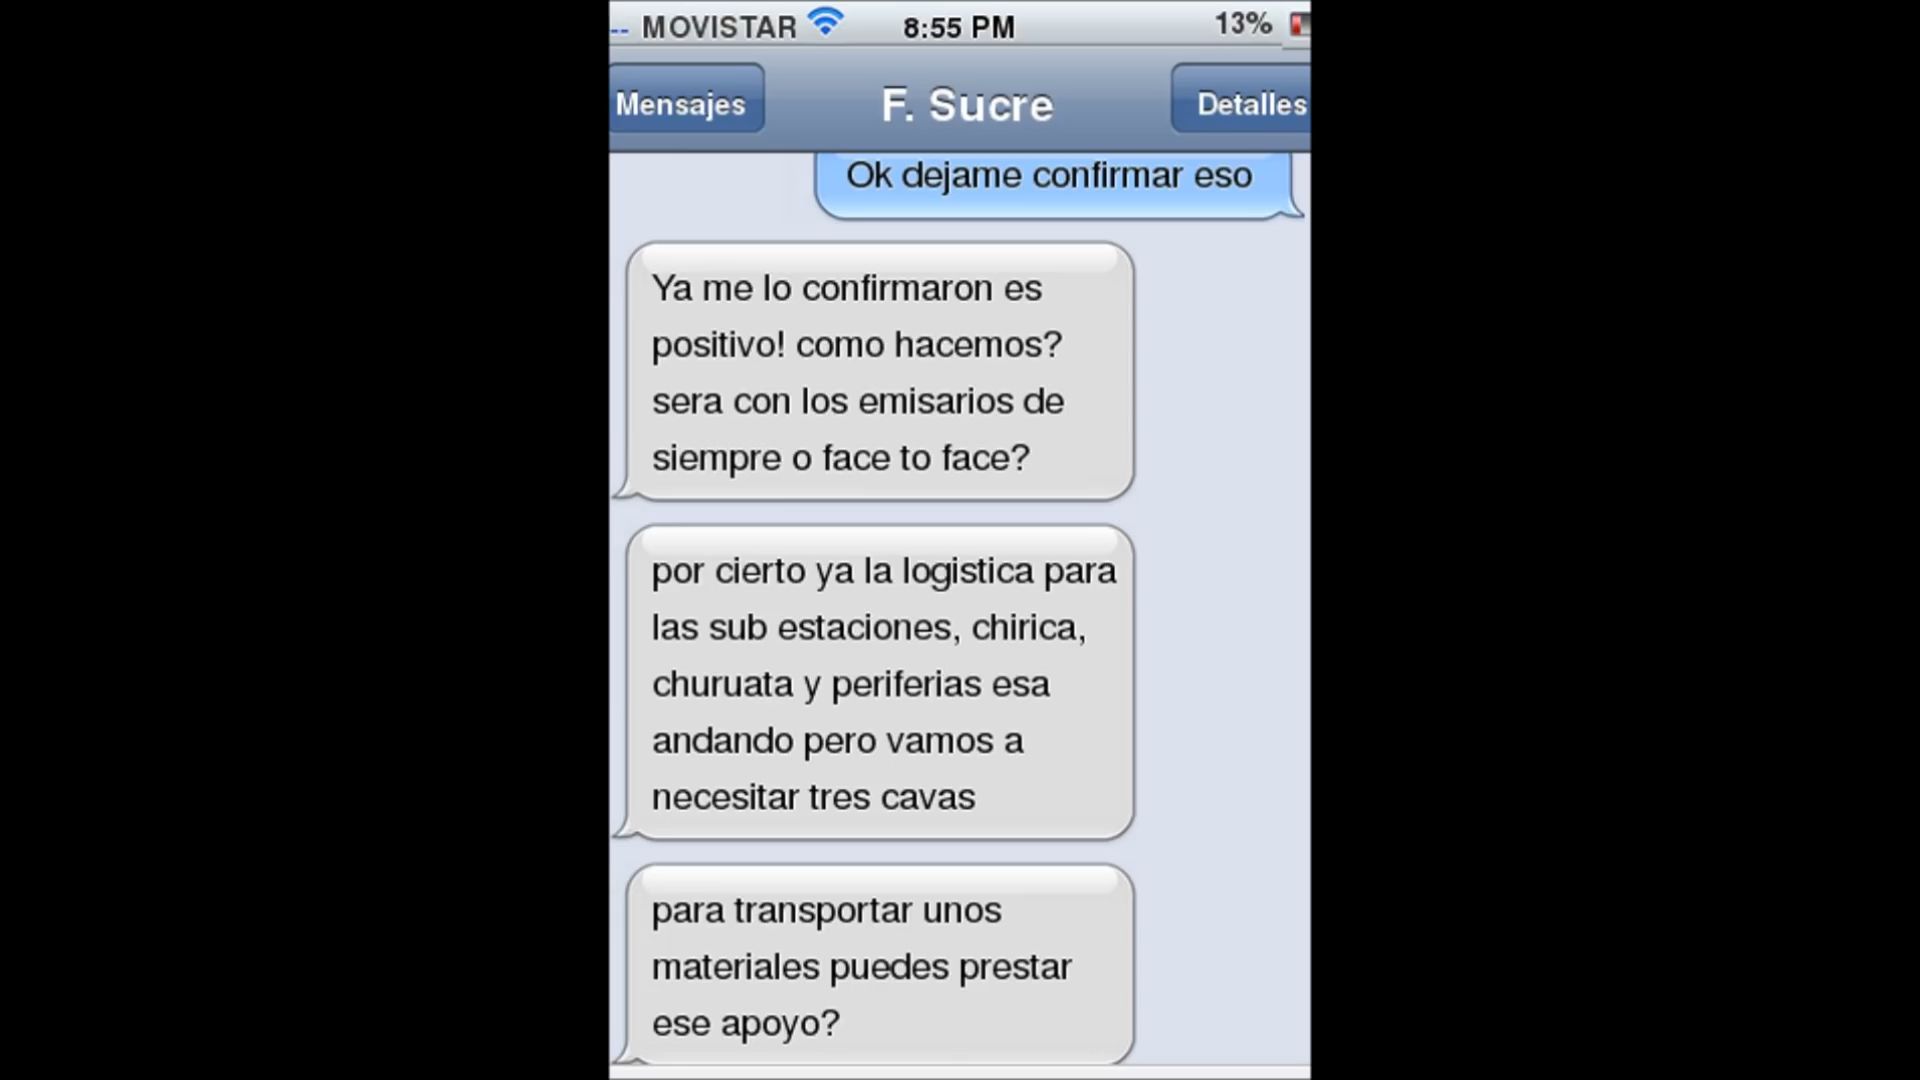 -- MOVISTAR 8:55 PM 13%
Mensajes F. Sucre Detalles
Ok dejame confirmar eso
Ya me lo confirmaron es
positivo! como hacemos?
sera con los emisarios de
siempre o face to face?
por cierto ya la logistica para
las sub estaciones, chirica,
churuata y periferias esa
andando pero vamos a
necesitar tres cavas
para transportar unos
materiales puedes prestar
ese apoyo?